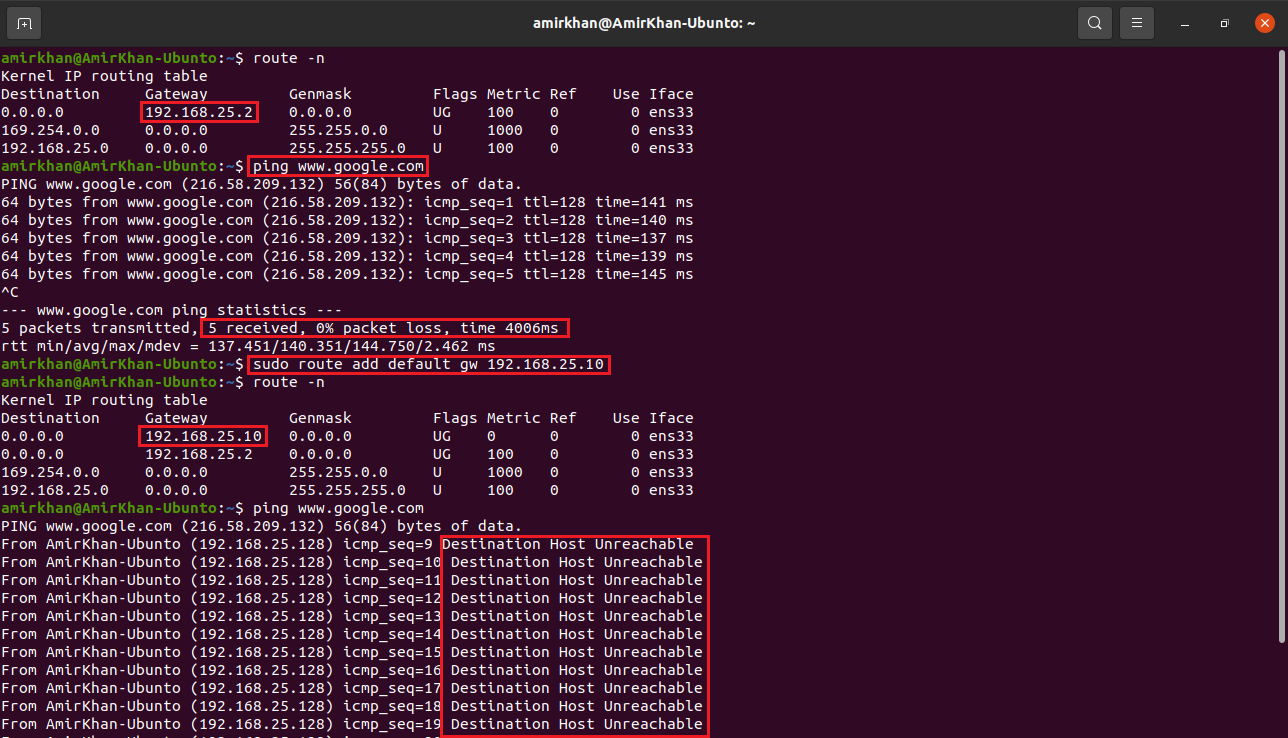 amirkhan@AmirKhan-Ubunto: ~
amirkhan@AmirKhan-Ubunto:~$ route -n
Kernel IP routing table
Destination     Gateway         Genmask         Flags Metric Ref    Use Iface
0.0.0.0         192.168.25.2    0.0.0.0         UG    100    0        0 ens33
169.254.0.0     0.0.0.0         255.255.0.0     U     1000   0        0 ens33
192.168.25.0    0.0.0.0         255.255.255.0   U     100    0        0 ens33
amirkhan@AmirKhan-Ubunto:~$ ping www.google.com
PING www.google.com (216.58.209.132) 56(84) bytes of data.
64 bytes from www.google.com (216.58.209.132): icmp_seq=1 ttl=128 time=141 ms
64 bytes from www.google.com (216.58.209.132): icmp_seq=2 ttl=128 time=140 ms
64 bytes from www.google.com (216.58.209.132): icmp_seq=3 ttl=128 time=137 ms
64 bytes from www.google.com (216.58.209.132): icmp_seq=4 ttl=128 time=139 ms
64 bytes from www.google.com (216.58.209.132): icmp_seq=5 ttl=128 time=145 ms
^C
--- www.google.com ping statistics ---
5 packets transmitted, 5 received, 0% packet loss, time 4006ms
rtt min/avg/max/mdev = 137.451/140.351/144.750/2.462 ms
amirkhan@AmirKhan-Ubunto:~$ sudo route add default gw 192.168.25.10
amirkhan@AmirKhan-Ubunto:~$ route -n
Kernel IP routing table
Destination     Gateway         Genmask         Flags Metric Ref    Use Iface
0.0.0.0         192.168.25.10   0.0.0.0         UG    0      0        0 ens33
0.0.0.0         192.168.25.2    0.0.0.0         UG    100    0        0 ens33
169.254.0.0     0.0.0.0         255.255.0.0     U     1000   0        0 ens33
192.168.25.0    0.0.0.0         255.255.255.0   U     100    0        0 ens33
amirkhan@AmirKhan-Ubunto:~$ ping www.google.com
PING www.google.com (216.58.209.132) 56(84) bytes of data.
From AmirKhan-Ubunto (192.168.25.128) icmp_seq=9 Destination Host Unreachable
From AmirKhan-Ubunto (192.168.25.128) icmp_seq=10 Destination Host Unreachable
From AmirKhan-Ubunto (192.168.25.128) icmp_seq=11 Destination Host Unreachable
From AmirKhan-Ubunto (192.168.25.128) icmp_seq=12 Destination Host Unreachable
From AmirKhan-Ubunto (192.168.25.128) icmp_seq=13 Destination Host Unreachable
From AmirKhan-Ubunto (192.168.25.128) icmp_seq=14 Destination Host Unreachable
From AmirKhan-Ubunto (192.168.25.128) icmp_seq=15 Destination Host Unreachable
From AmirKhan-Ubunto (192.168.25.128) icmp_seq=16 Destination Host Unreachable
From AmirKhan-Ubunto (192.168.25.128) icmp_seq=17 Destination Host Unreachable
From AmirKhan-Ubunto (192.168.25.128) icmp_seq=18 Destination Host Unreachable
From AmirKhan-Ubunto (192.168.25.128) icmp_seq=19 Destination Host Unreachable